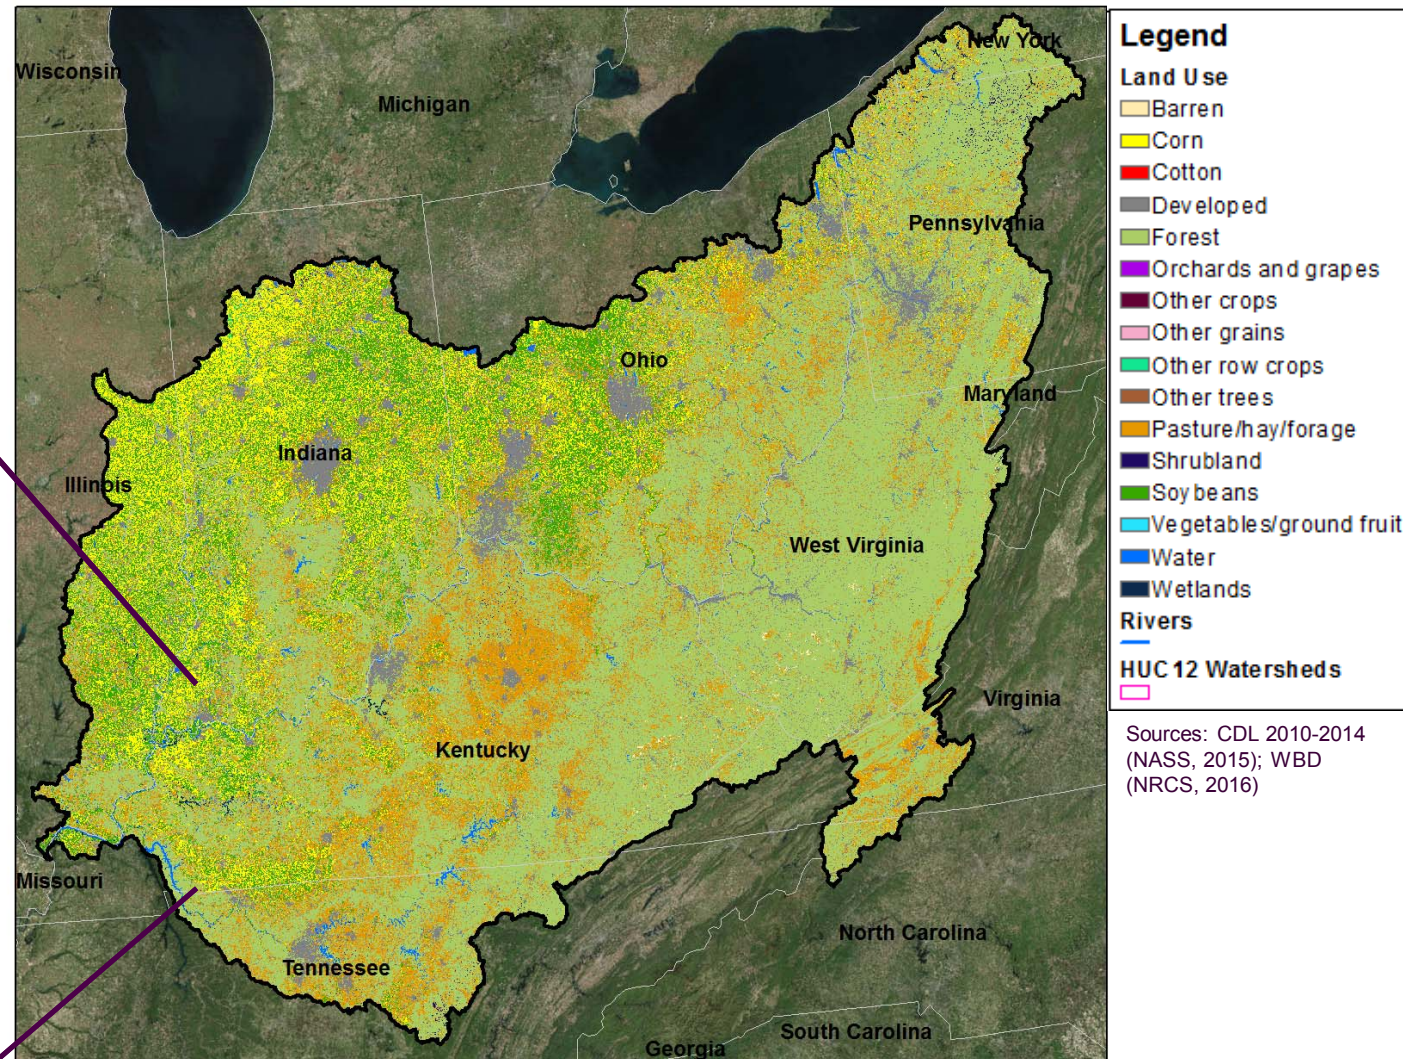 Wisconsin
Michigan
New York
Pennsylvania
Ohio
Maryland
Indiana
Illinois
West Virginia
Virginia
Kentucky
Missouri
North Carolina
Tennessee
South Carolina
Georgia
Legend
Land Use
Barren
Corn
Cotton
Developed
Forest
Orchards and grapes
Other crops
Other grains
Other row crops
Other trees
Pasture/hay/forage
Shrubland
Soybeans
Vegetables/ground fruit
Water
Wetlands
Rivers
HUC 12 Watersheds
Sources: CDL 2010-2014
(NASS, 2015); WBD
(NRCS, 2016)